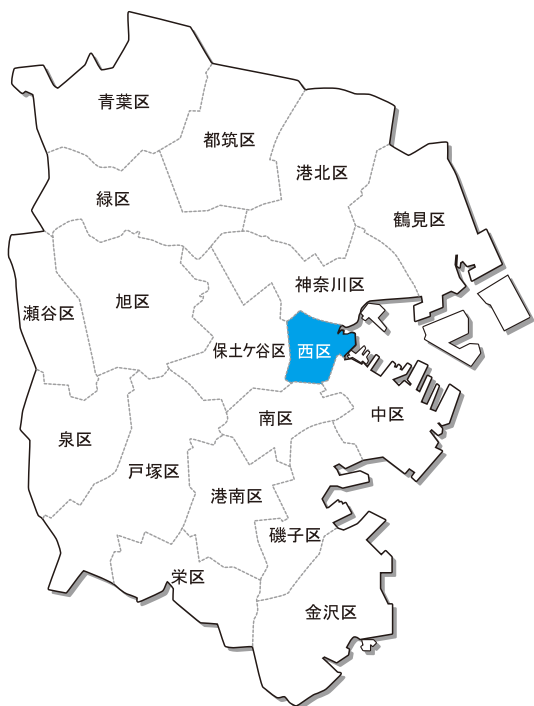 青葉区
都筑区
港北区
緑区
鶴見区
神奈川区
瀬谷区
旭区
保土ケ谷区
西区
中区
南区
泉区
戸塚区
港南区
磯子区
栄区
金沢区